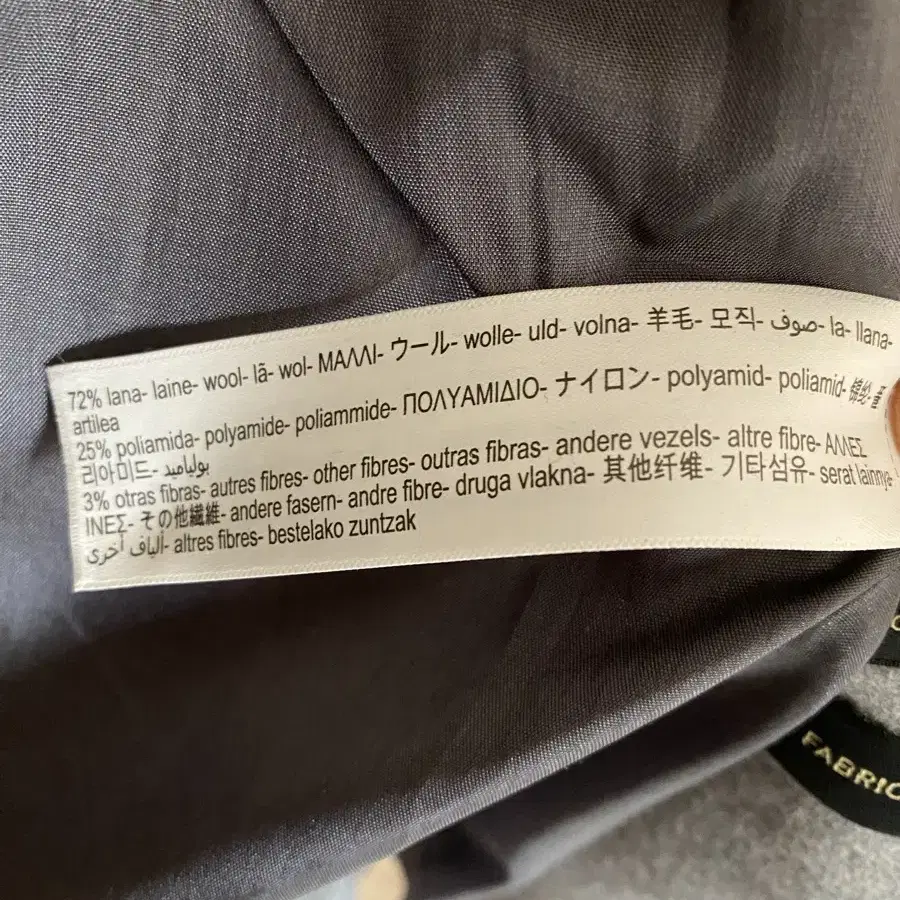 72% lana- laine- wool- lã- wol- ΜΑΛΛΙ- ウール- wolle- uld- volna- 羊毛- 모직- صوف- la- llana-
artilea
25% poliamida- polyamide- poliammide- ΠΟΛΥΑΜΙΔΙΟ- ナイロン- polyamid- poliamid- 锦纶-
리아미드- بولياميد
3% otras fibras- autres fibres- other fibres- outras fibras- andere vezels- altre fibre- ΑΛΛΕΣ
ΙΝΕΣ- その他繊維- andere fasern- andre fibre- druga vlakna- 其他纤维- 기타섬유- serat lainnya-
ألياف أخرى- altres fibres- bestelako zuntzak
FABRIC